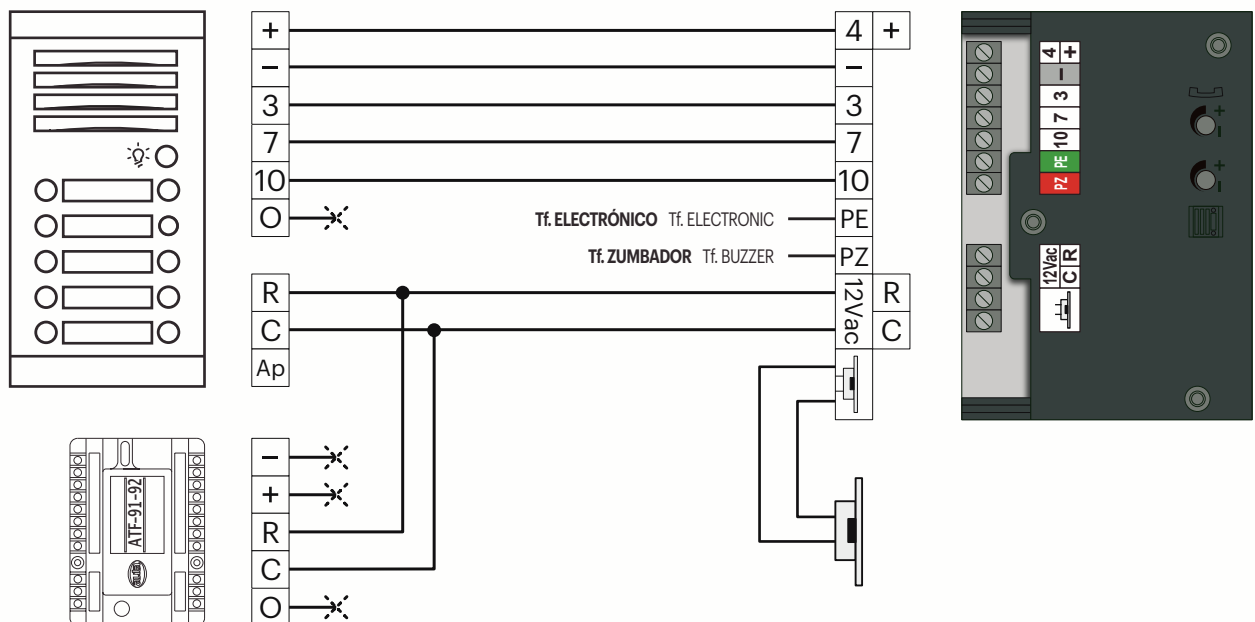 + 4 +
− −
3 3
7 7
10 10
O Tf. ELECTRÓNICO Tf. ELECTRONIC PE
Tf. ZUMBADOR Tf. BUZZER PZ
R 12Vac R
C C
Ap
−
+
R
C
O
ATF-91-92
auta
4 +
−
3
7
10
PE
PZ
12Vac
C R
+
−
+
−